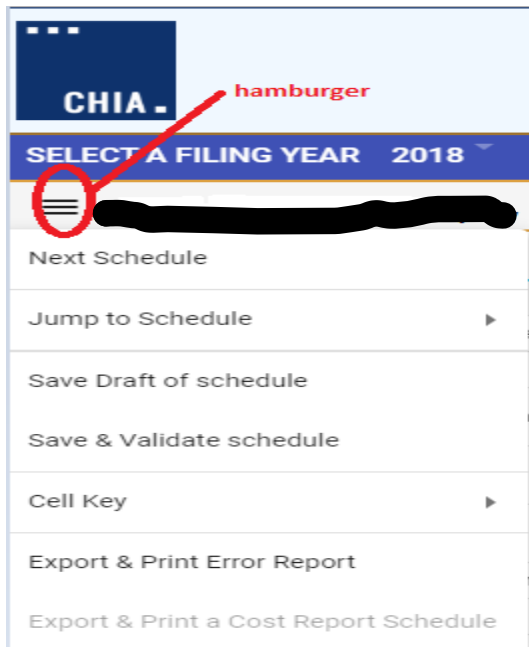 CHIA
hamburger
SELECT A FILING YEAR 2018
Next Schedule
Jump to Schedule
Save Draft of schedule
Save & Validate schedule
Cell Key
Export & Print Error Report
Export & Print a Cost Report Schedule